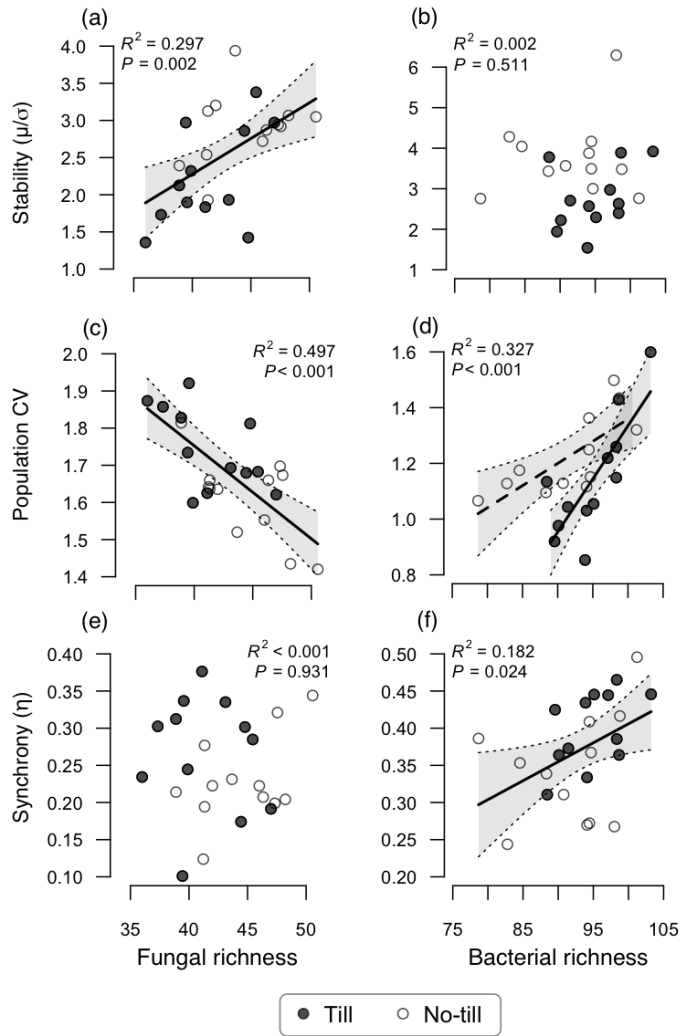 (a)
R² = 0.297
P = 0.002
4.0
3.5
3.0
2.5
2.0
1.5
1.0
Stability (μ/σ)
(b)
R² = 0.002
P = 0.511
6
5
4
3
2
1
(c)
R² = 0.497
P< 0.001
2.0
1.9
1.8
1.7
1.6
1.5
1.4
Population CV
(d)
R² = 0.327
P< 0.001
1.6
1.4
1.2
1.0
0.8
(e)
R² < 0.001
P = 0.931
0.40
0.35
0.30
0.25
0.20
0.15
0.10
Synchrony (η)
35 40 45 50
Fungal richness
(f)
R² = 0.182
P = 0.024
0.50
0.45
0.40
0.35
0.30
0.25
0.20
75 85 95 105
Bacterial richness
Till No-till